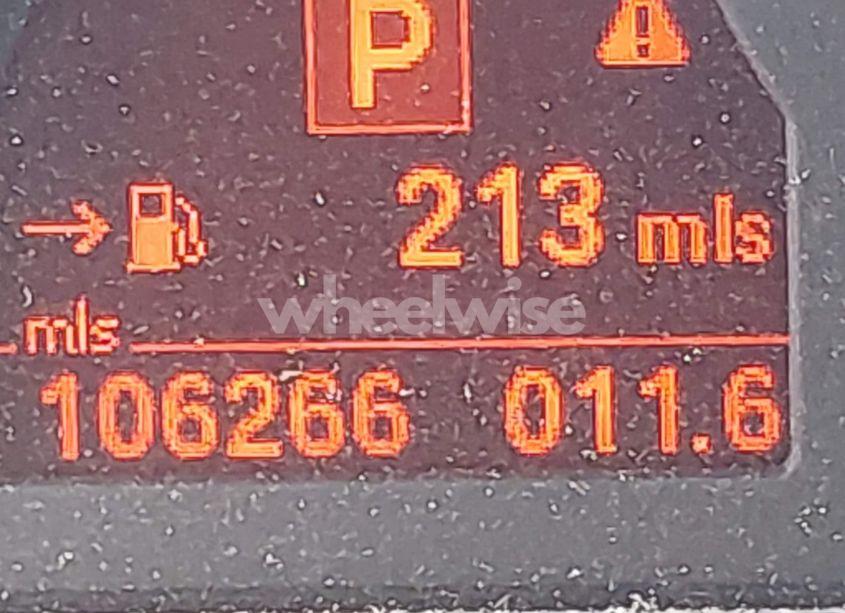 P
213 mls
wheelwise
mls
106266 011.6